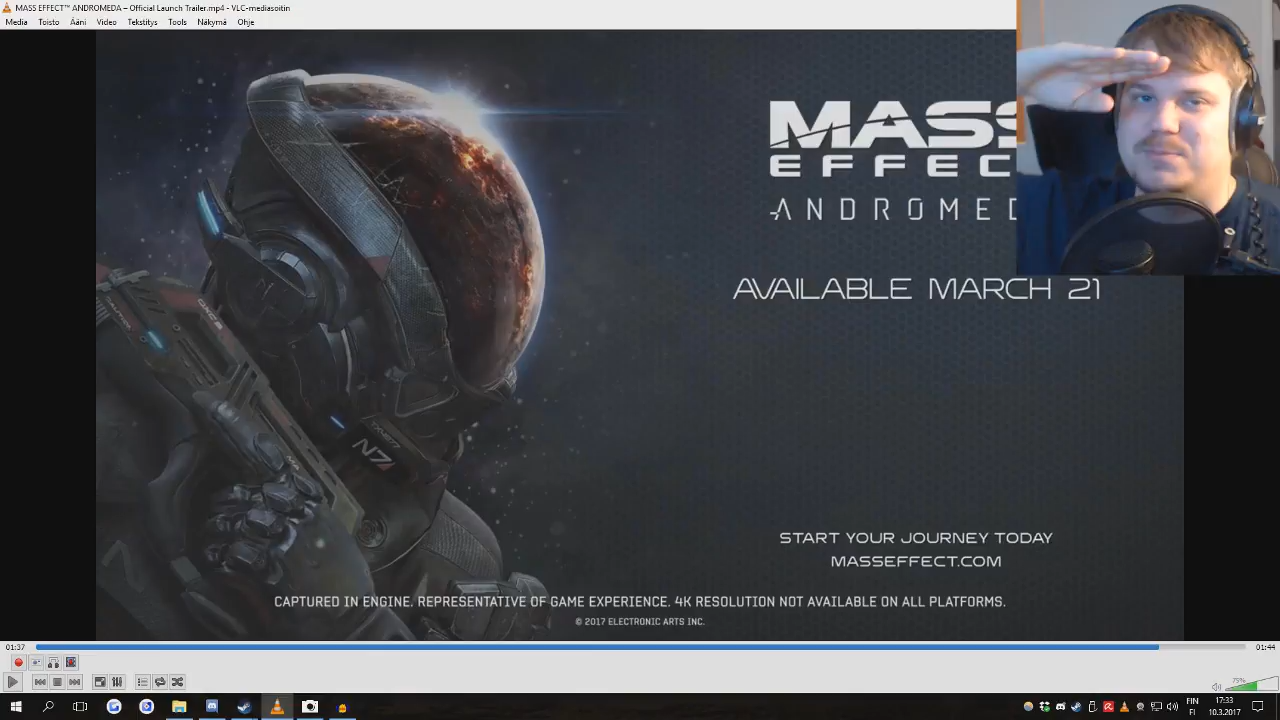 MASS EFFECT™ ANDROMEDA – Official Launch Trailer.mp4 - VLC-mediasoitin
Media Toisto Ääni Video Tekstitys Tools Näkymä Ohje
MASS
EFFEC
ANDROMED
AVAILABLE MARCH 21
N7
START YOUR JOURNEY TODAY
MASSEFFECT.COM
CAPTURED IN ENGINE. REPRESENTATIVE OF GAME EXPERIENCE. 4K RESOLUTION NOT AVAILABLE ON ALL PLATFORMS.
© 2017 ELECTRONIC ARTS INC.
01:37 01:44
75%
FIN 17:33
FI 10.3.2017